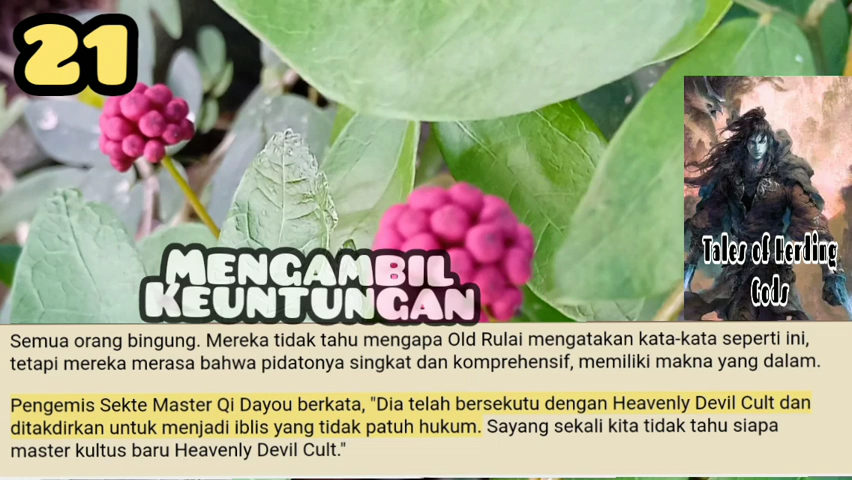 21
Tales of Herding
Gods
MENGAMBIL
KEUNTUNGAN
Semua orang bingung. Mereka tidak tahu mengapa Old Rulai mengatakan kata-kata seperti ini,
tetapi mereka merasa bahwa pidatonya singkat dan komprehensif, memiliki makna yang dalam.
Pengemis Sekte Master Qi Dayou berkata, "Dia telah bersekutu dengan Heavenly Devil Cult dan
ditakdirkan untuk menjadi iblis yang tidak patuh hukum. Sayang sekali kita tidak tahu siapa
master kultus baru Heavenly Devil Cult."